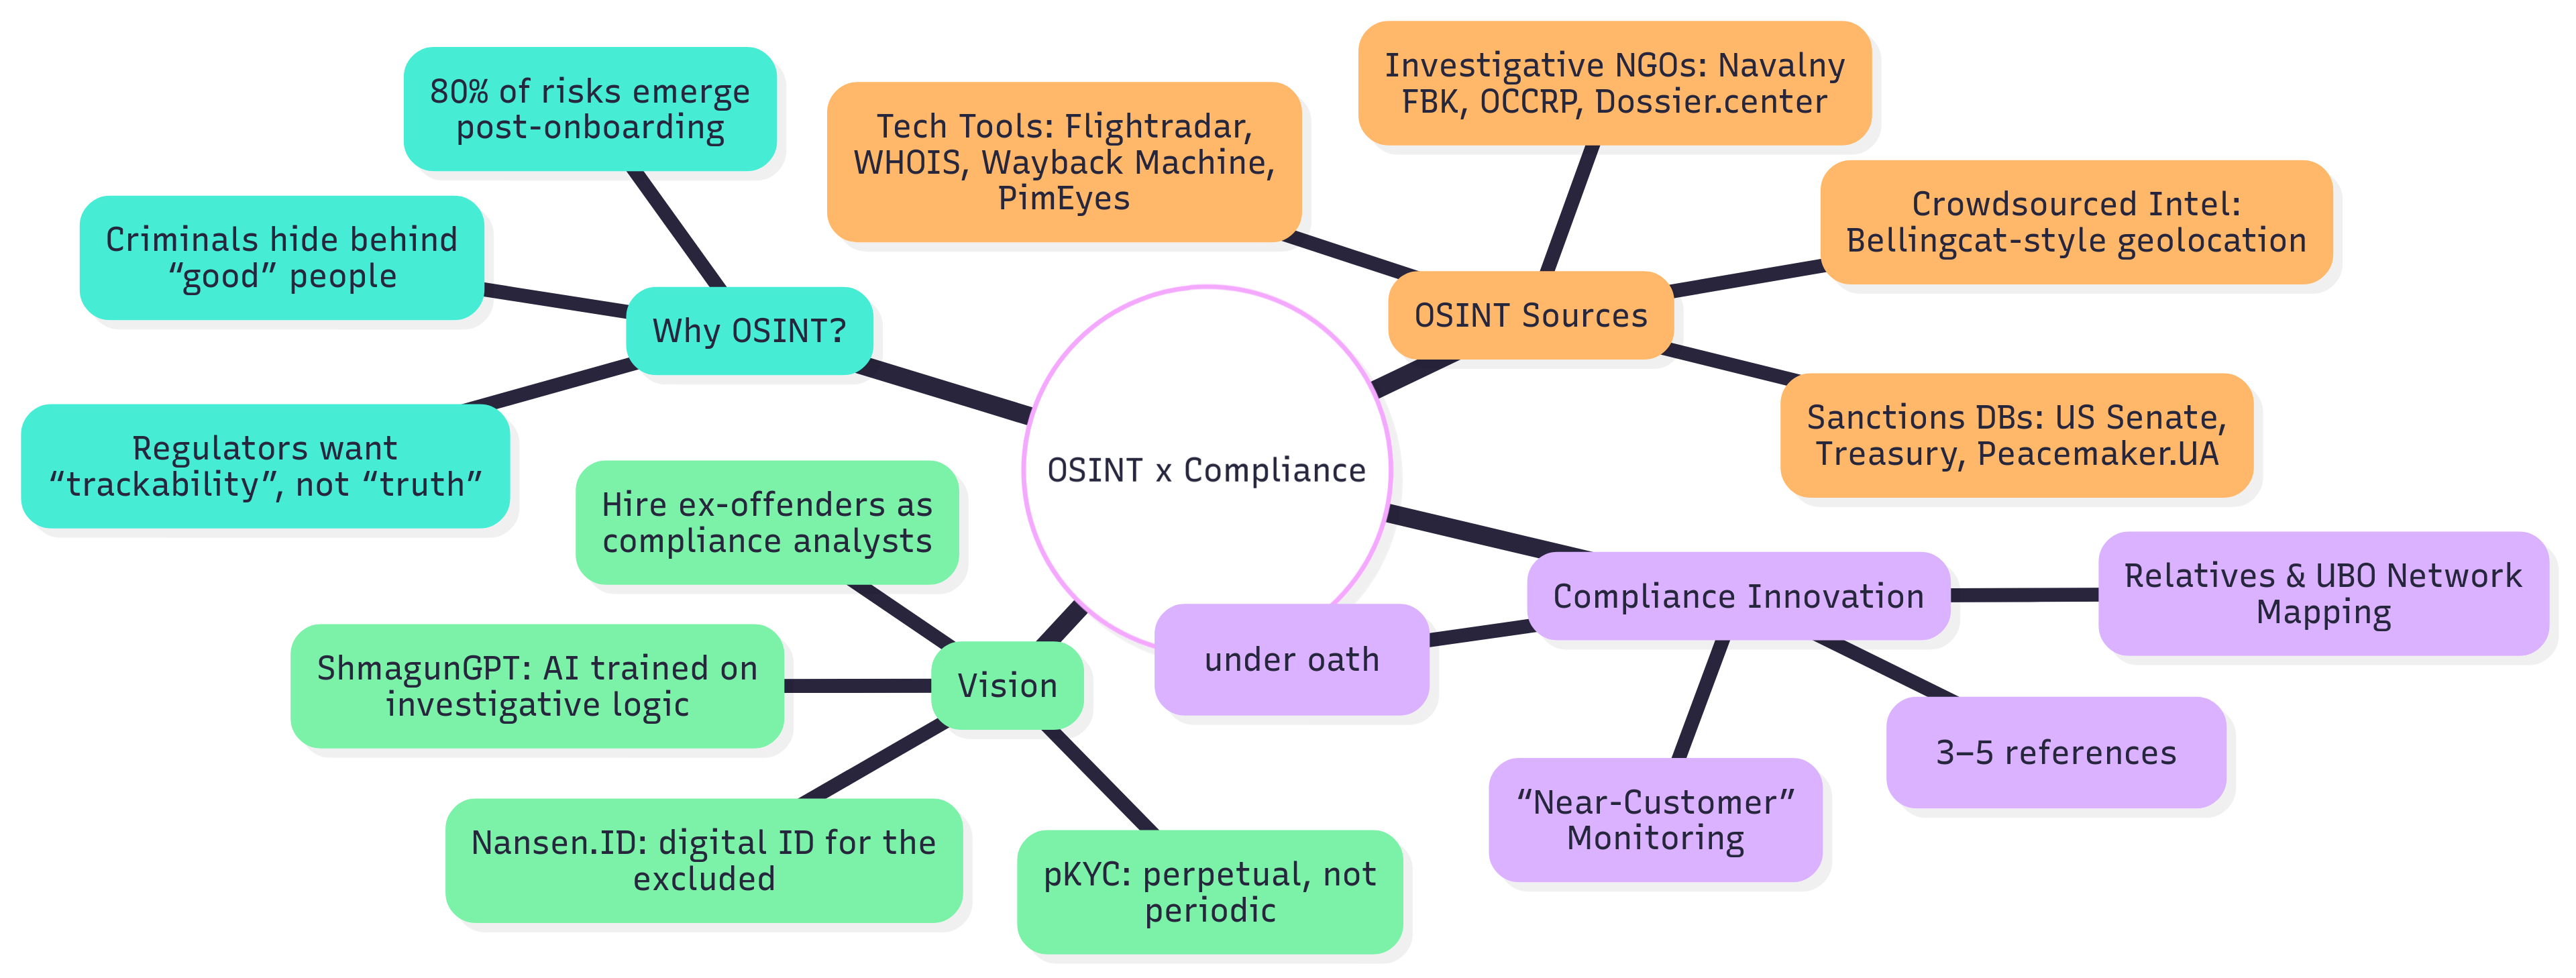 80% of risks emerge
post-onboarding
Criminals hide behind
“good” people
Why OSINT?
Regulators want
“trackability”, not “truth”
Tech Tools: Flightradar,
WHOIS, Wayback Machine,
PimEyes
Investigative NGOs: Navalny
FBK, OCCRP, Dossier.center
Crowdsourced Intel:
Bellingcat-style geolocation
OSINT Sources
Sanctions DBs: US Senate,
Treasury, Peacemaker.UA
OSINT x Compliance
Hire ex-offenders as
compliance analysts
ShmagunGPT: AI trained on
investigative logic
Vision
Nansen.ID: digital ID for the
excluded
pKYC: perpetual, not
periodic
under oath
Compliance Innovation
Relatives & UBO Network
Mapping
3–5 references
“Near-Customer”
Monitoring